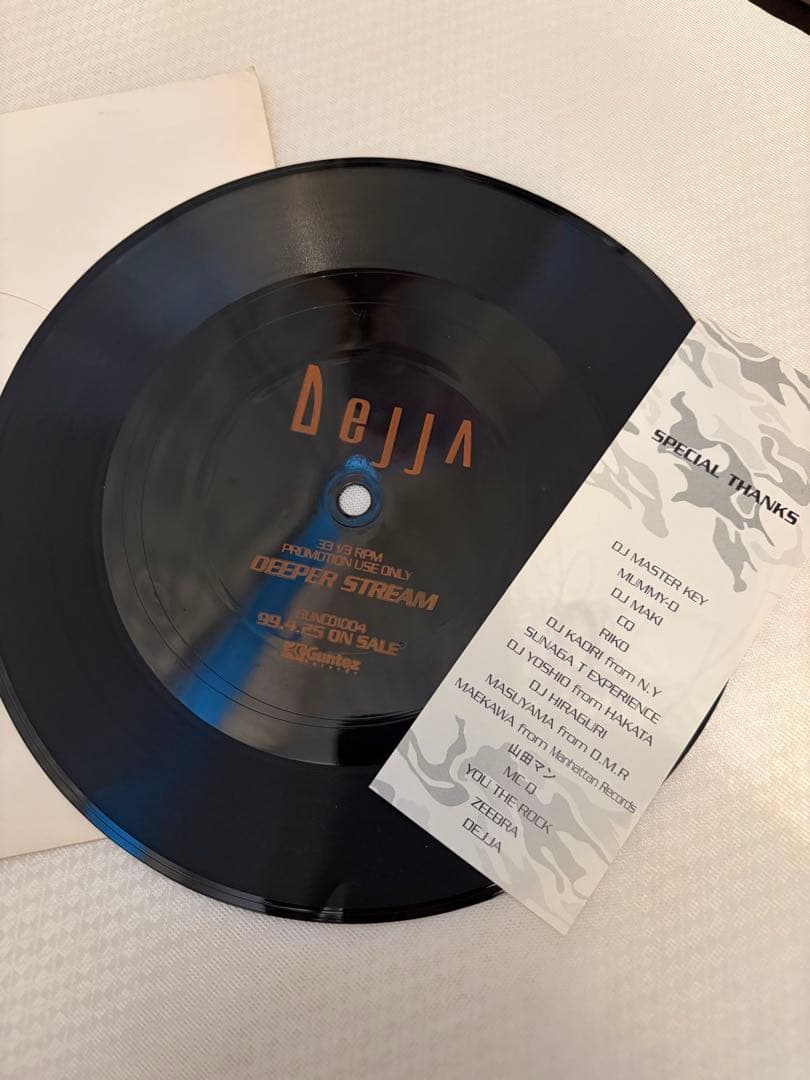 Dejja
33 1/3 RPM
PROMOTION USE ONLY
DEEPER STREAM
GUNC01004
99.4.25 ON SALE
Guntez
SPECIAL THANKS
DJ MASTER KEY
MUMMY-D
DJ MAKI
CQ
RIKO
DJ KAORI from N.Y
SUNAGA T EXPERIENCE
DJ YOSHIO from HAKATA
DJ HIRAGURI
MASUYAMA from D.M.R
MAEKAWA from Manhattan Records
山田マン
MC Q
YOU THE ROCK
ZEEBRA
DEJJA